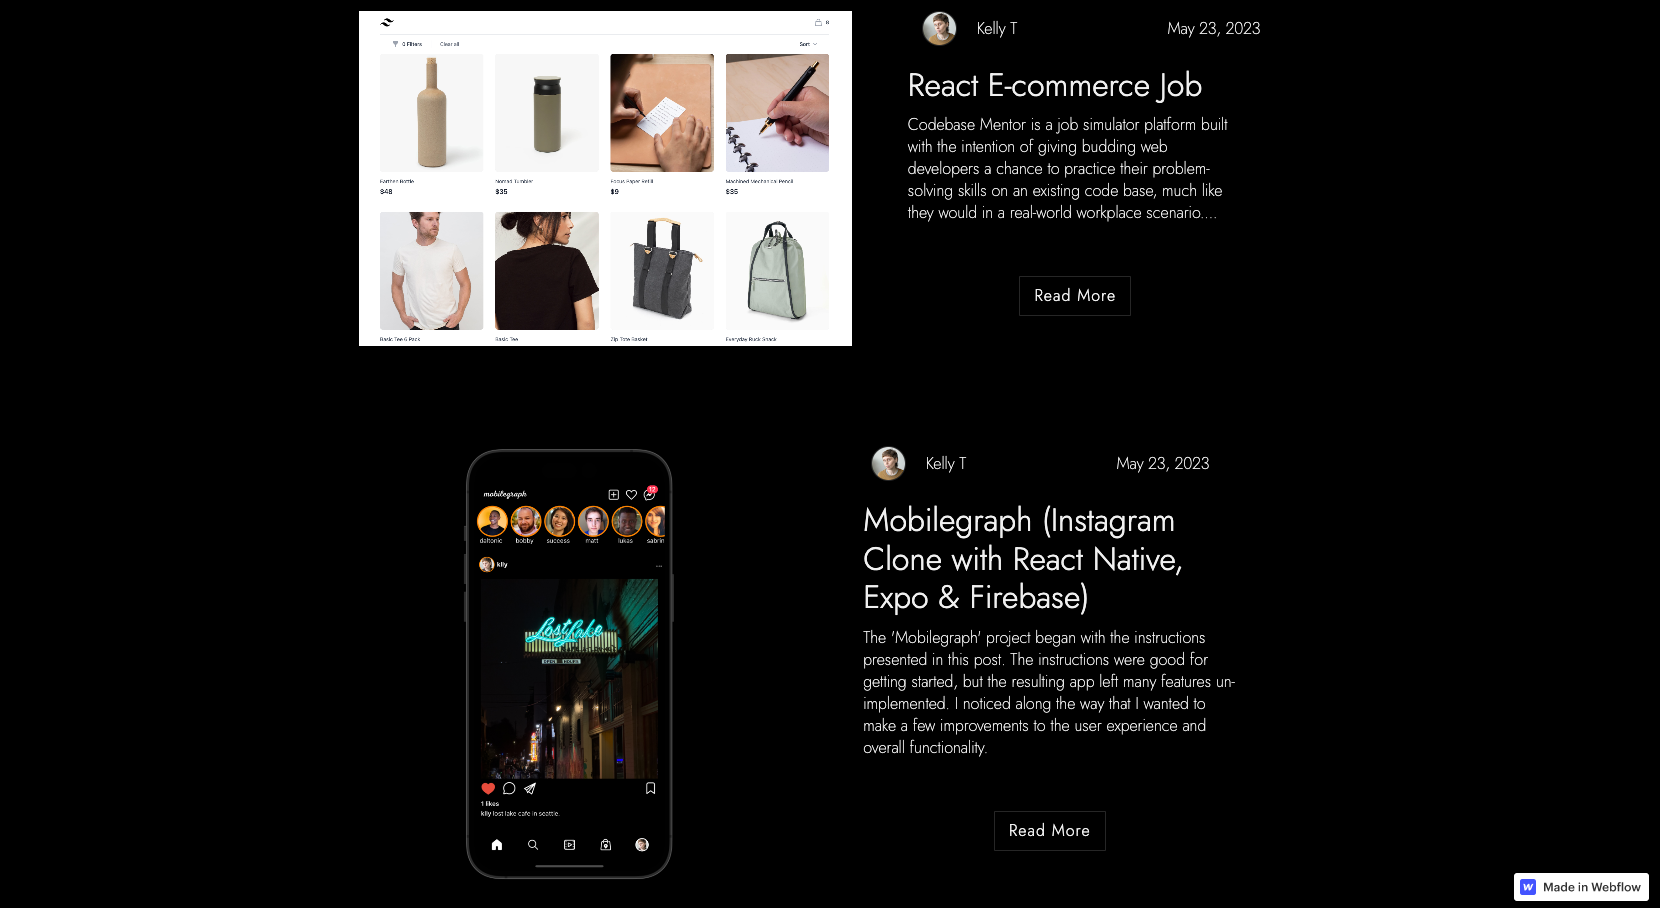 0 Filters
Clear all
Sort
Earthen Bottle
Nomad Tumbler
Focus Paper Refill
Machined Mechanical Pencil
$48
$35
$9
$35
Basic Tee 6 Pack
Basic Tee
Zip Tote Basket
Everyday Ruck Snack
Kelly T
May 23, 2023
React E-commerce Job
Codebase Mentor is a job simulator platform built
with the intention of giving budding web
developers a chance to practice their problem-
solving skills on an existing code base, much like
they would in a real-world workplace scenario....
Read More
mobilegraph
12
daltonic
bobby
success
matt
lukas
sabrin
klly
Lost Lake
1 likes
klly lost lake cafe in seattle.
Kelly T
May 23, 2023
Mobilegraph (Instagram
Clone with React Native,
Expo & Firebase)
The 'Mobilegraph' project began with the instructions
presented in this post. The instructions were good for
getting started, but the resulting app left many features un-
implemented. I noticed along the way that I wanted to
make a few improvements to the user experience and
overall functionality.
Read More
Made in Webflow